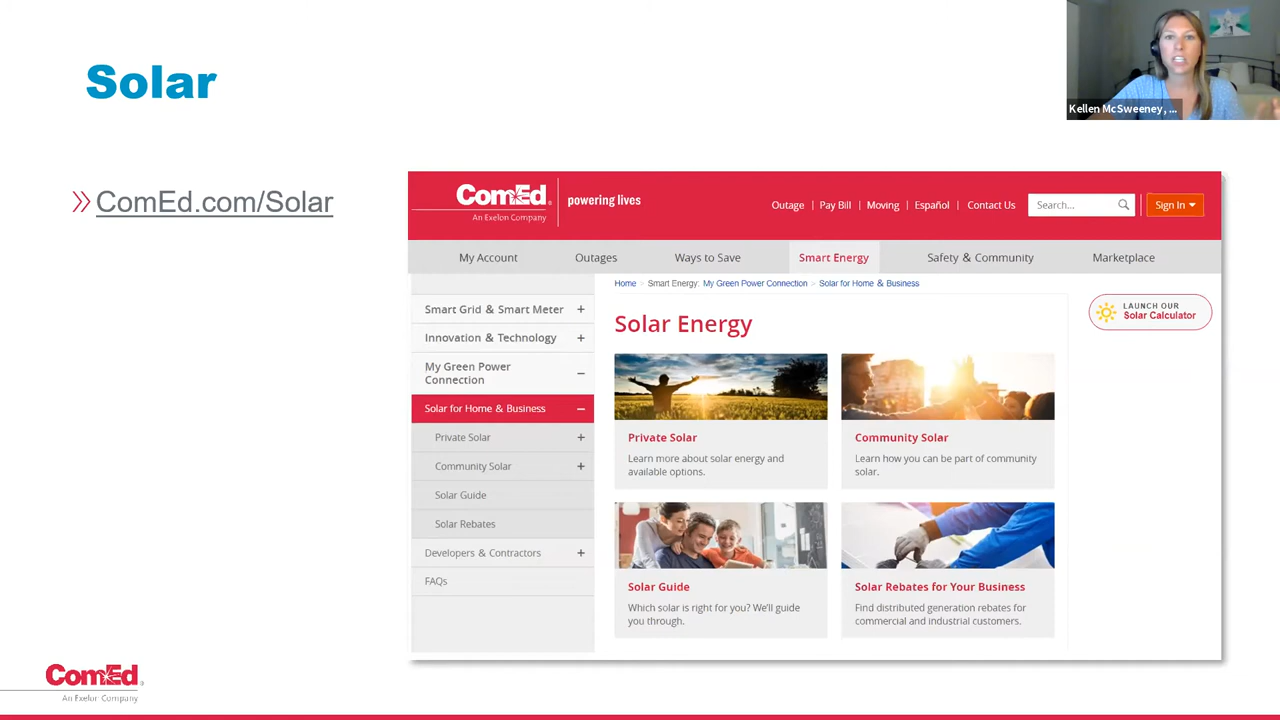 Solar
Kellen McSweeney, ...
ComEd.com/Solar
ComEd®
An Exelon Company
powering lives
Outage | Pay Bill | Moving | Español | Contact Us
Search...
Sign In
My Account
Outages
Ways to Save
Smart Energy
Safety & Community
Marketplace
Home > Smart Energy: My Green Power Connection > Solar for Home & Business
Smart Grid & Smart Meter +
Innovation & Technology +
My Green Power
Connection –
Solar for Home & Business –
Private Solar +
Community Solar +
Solar Guide
Solar Rebates
Developers & Contractors +
FAQs
Solar Energy
Private Solar
Learn more about solar energy and
available options.
Community Solar
Learn how you can be part of community
solar.
Solar Guide
Which solar is right for you? We'll guide
you through.
Solar Rebates for Your Business
Find distributed generation rebates for
commercial and industrial customers.
LAUNCH OUR
Solar Calculator
ComEd®
An Exelon Company